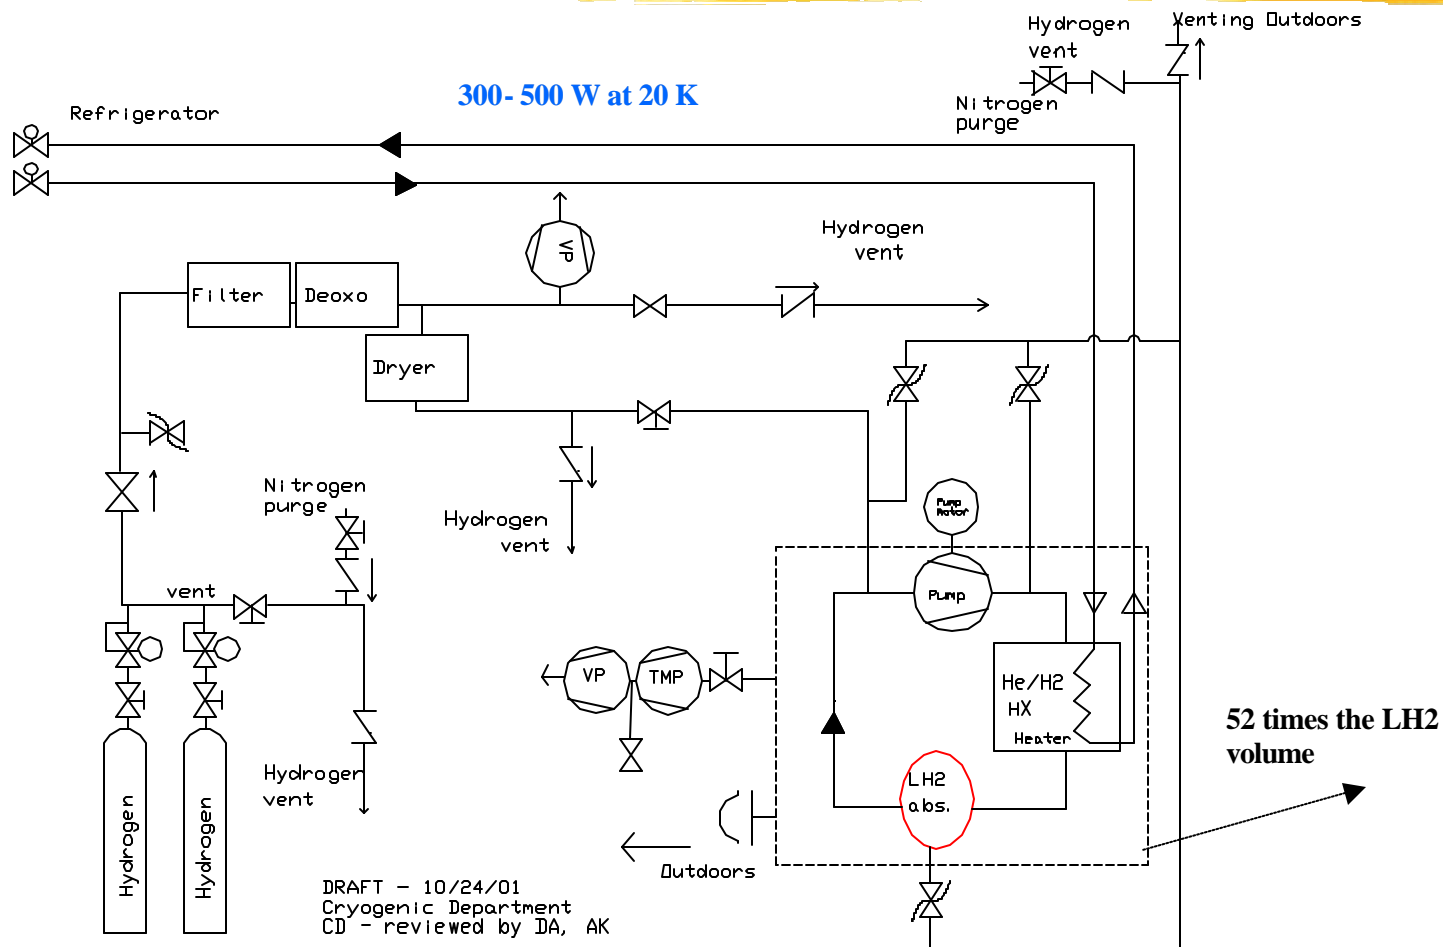 Hydrogen
vent
Venting Outdoors
Nitrogen
purge
300-500 W at 20 K
Refrigerator
VP
Hydrogen
vent
Filter
Deoxo
Dryer
Nitrogen
purge
Hydrogen
vent
vent
Pump
Motor
Pump
VP
TMP
He/H2
HX
Heater
52 times the LH2
volume
LH2
abs.
Hydrogen
vent
Hydrogen
Hydrogen
Outdoors
DRAFT - 10/24/01
Cryogenic Department
CD - reviewed by DA, AK